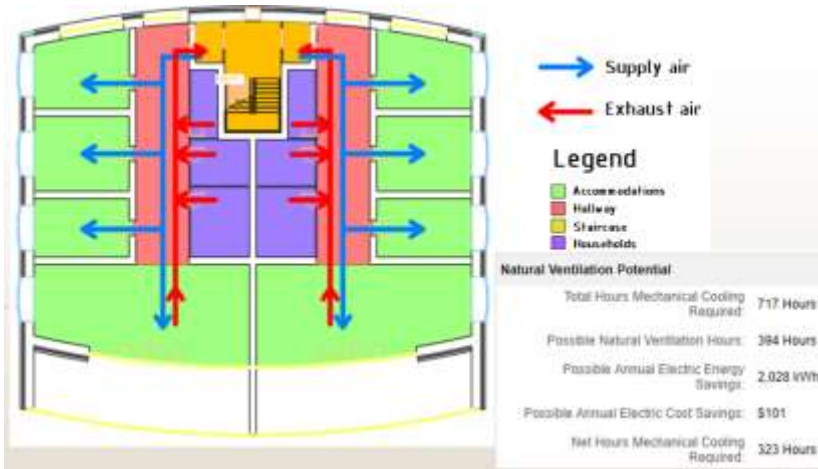 Supply air
Exhaust air
Legend
Accommodations
Hallway
Staircase
Households
Natural Ventilation Potential
Total Hours Mechanical Cooling
Required: 717 Hours
Possible Natural Ventilation Hours: 394 Hours
Possible Annual Electric Energy
Savings: 2,028 kWh
Possible Annual Electric Cost Savings: $101
Net Hours Mechanical Cooling
Required: 323 Hours